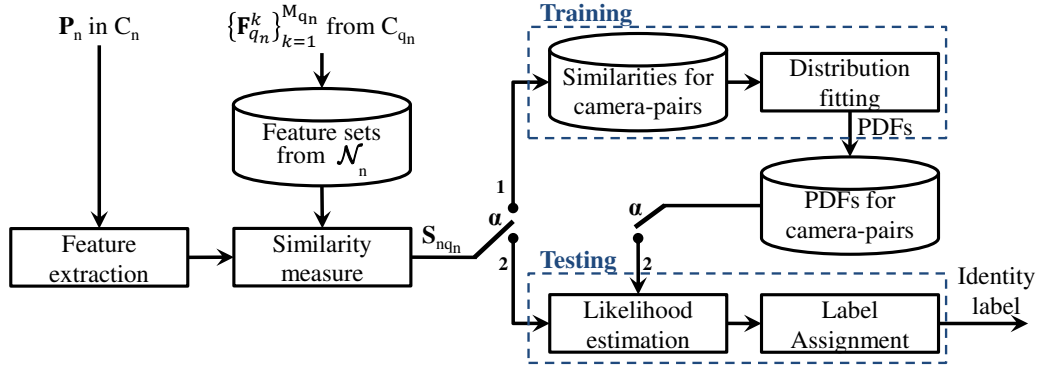 P_n in C_n
{F^k_{q_n}}^{M_{q_n}}_{k=1} from C_{q_n}
Training
Similarities for
camera-pairs
Distribution
fitting
PDFs
Feature sets
from 𝒩_n
PDFs for
camera-pairs
1
α
α
S_{nq_n}
2
2
Feature
extraction
Similarity
measure
Testing
Likelihood
estimation
Label
Assignment
Identity
label